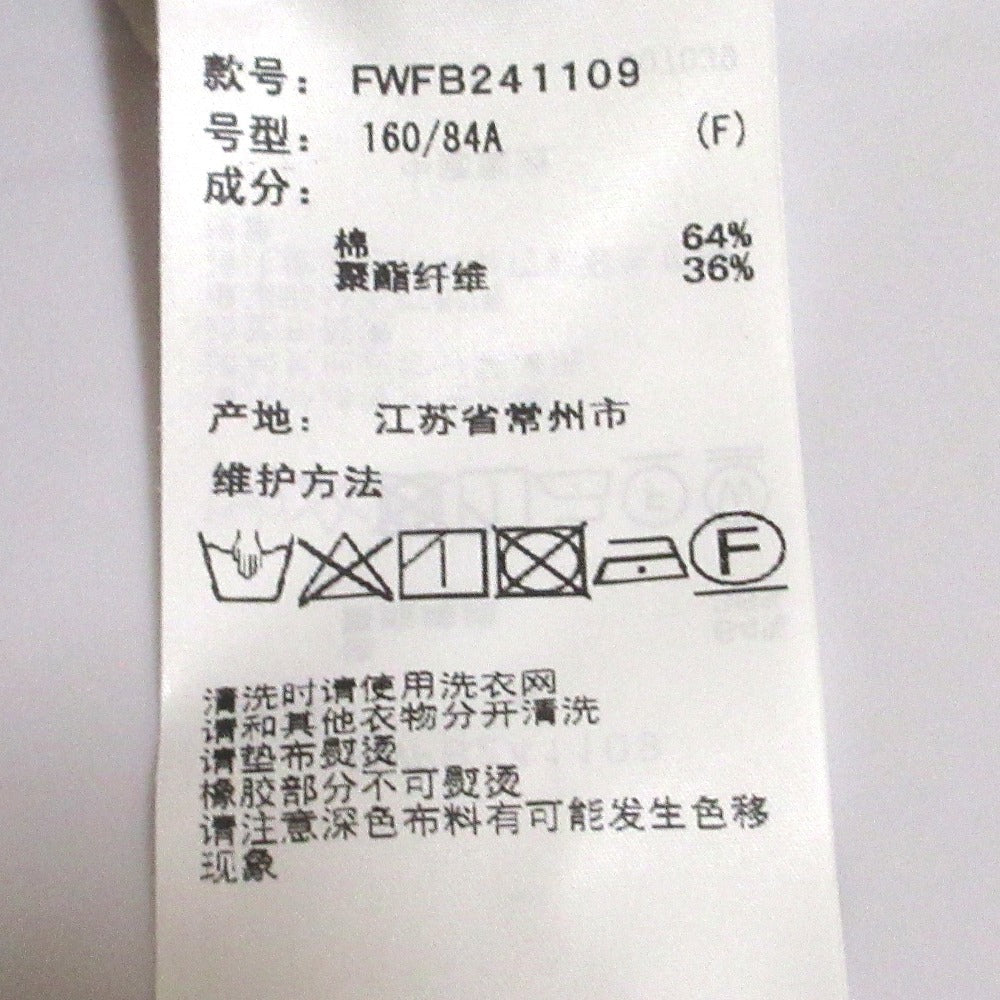 款号： FWFB241109
号型： 160/84A (F)
成分：
棉 64%
聚酯纤维 36%
产地： 江苏省常州市
维护方法
F
清洗时请使用洗衣网
请和其他衣物分开清洗
请垫布熨烫
橡胶部分不可熨烫
请注意深色布料有可能发生色移
现象